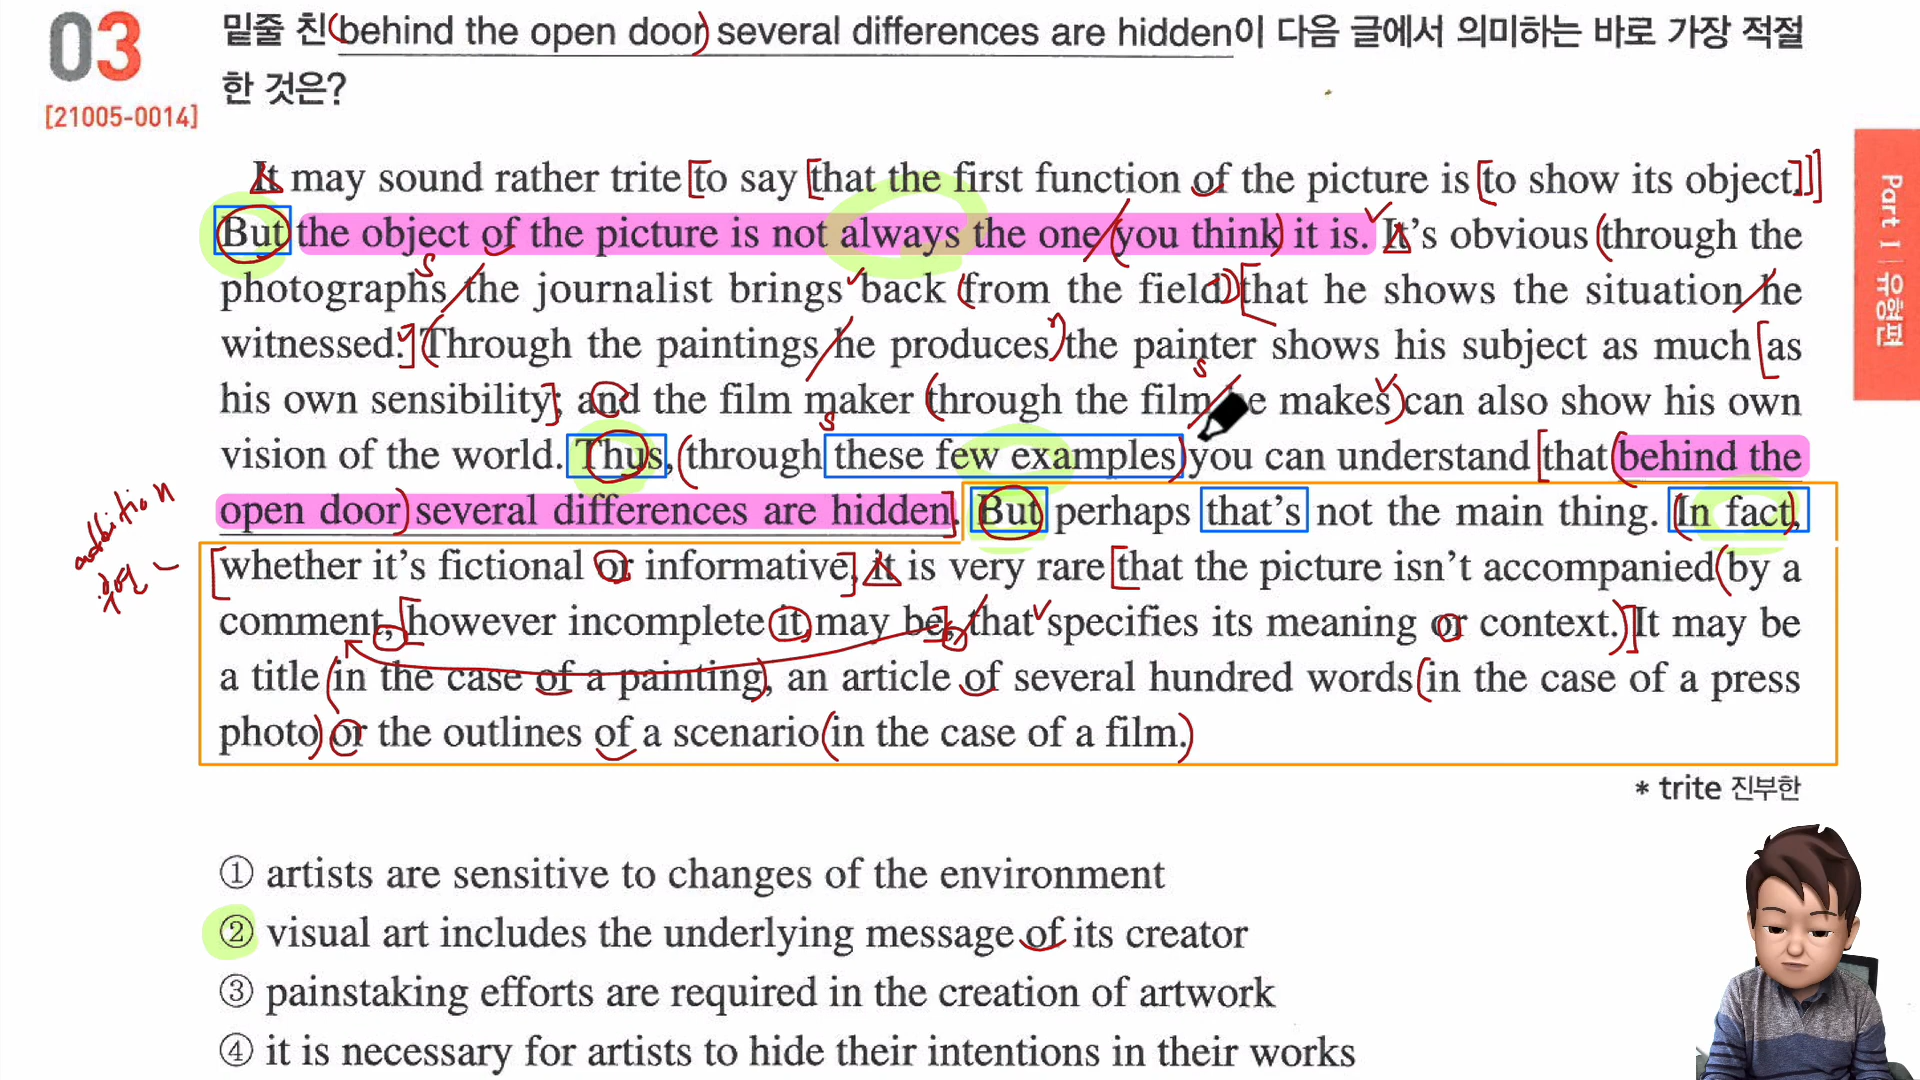 03
[21005-0014]
밑줄 친 behind the open door several differences are hidden이 다음 글에서 의미하는 바로 가장 적절
한 것은?
It may sound rather trite to say that the first function of the picture is to show its object.
But the object of the picture is not always the one you think it is. It's obvious through the
photographs the journalist brings back from the field that he shows the situation he
witnessed. Through the paintings he produces the painter shows his subject as much as
his own sensibility; and the film maker through the film he makes can also show his own
vision of the world. Thus, through these few examples you can understand that behind the
open door several differences are hidden. But perhaps that's not the main thing. In fact,
whether it's fictional or informative, it is very rare that the picture isn't accompanied by a
comment, however incomplete it may be, that specifies its meaning or context. It may be
a title in the case of a painting, an article of several hundred words in the case of a press
photo or the outlines of a scenario in the case of a film.
* trite 진부한
① artists are sensitive to changes of the environment
② visual art includes the underlying message of its creator
③ painstaking efforts are required in the creation of artwork
④ it is necessary for artists to hide their intentions in their works
Part I 유형편
s
s
s